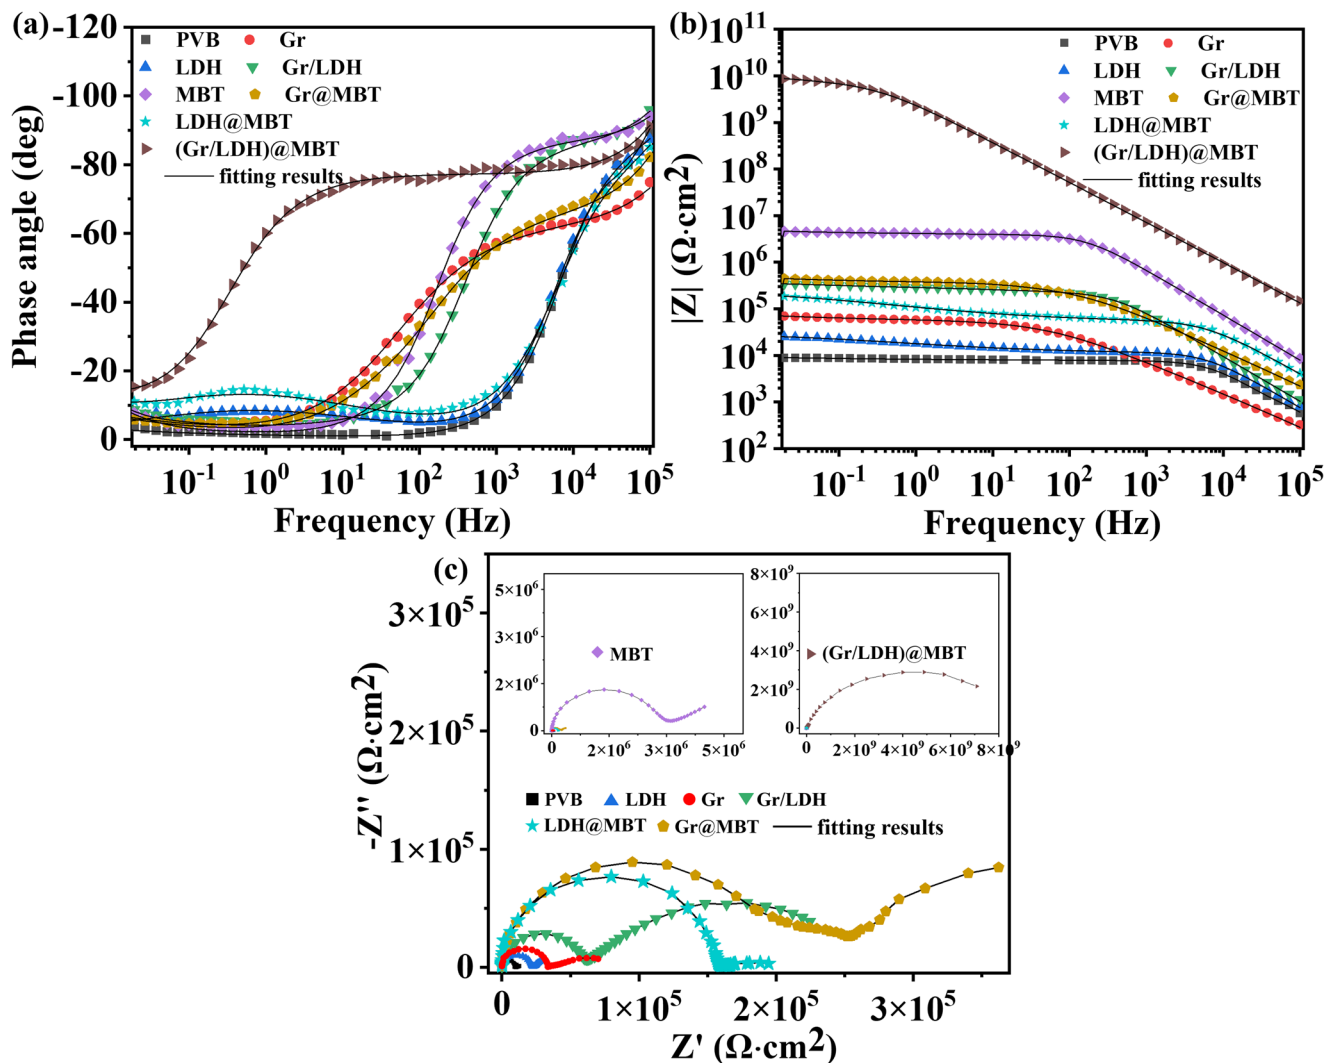 (a)
-120
-100
-80
-60
-40
-20
0
Phase angle (deg)
PVB Gr
LDH Gr/LDH
MBT Gr@MBT
LDH@MBT
(Gr/LDH)@MBT
fitting results
10⁻¹ 10⁰ 10¹ 10² 10³ 10⁴ 10⁵
Frequency (Hz)
(b)
10¹¹
10¹⁰
10⁹
10⁸
10⁷
10⁶
10⁵
10⁴
10³
10²
|Z| (Ω·cm²)
PVB Gr
LDH Gr/LDH
MBT Gr@MBT
LDH@MBT
(Gr/LDH)@MBT
fitting results
10⁻¹ 10⁰ 10¹ 10² 10³ 10⁴ 10⁵
Frequency (Hz)
(c)
3×10⁵
2×10⁵
1×10⁵
0
-Z'' (Ω·cm²)
5×10⁶
3×10⁶
2×10⁶
0
MBT
0 2×10⁶ 3×10⁶ 5×10⁶
8×10⁹
6×10⁹
4×10⁹
2×10⁹
0
(Gr/LDH)@MBT
0 2×10⁹ 4×10⁹ 6×10⁹ 8×10⁹
PVB LDH Gr Gr/LDH
LDH@MBT Gr@MBT fitting results
0 1×10⁵ 2×10⁵ 3×10⁵
Z' (Ω·cm²)